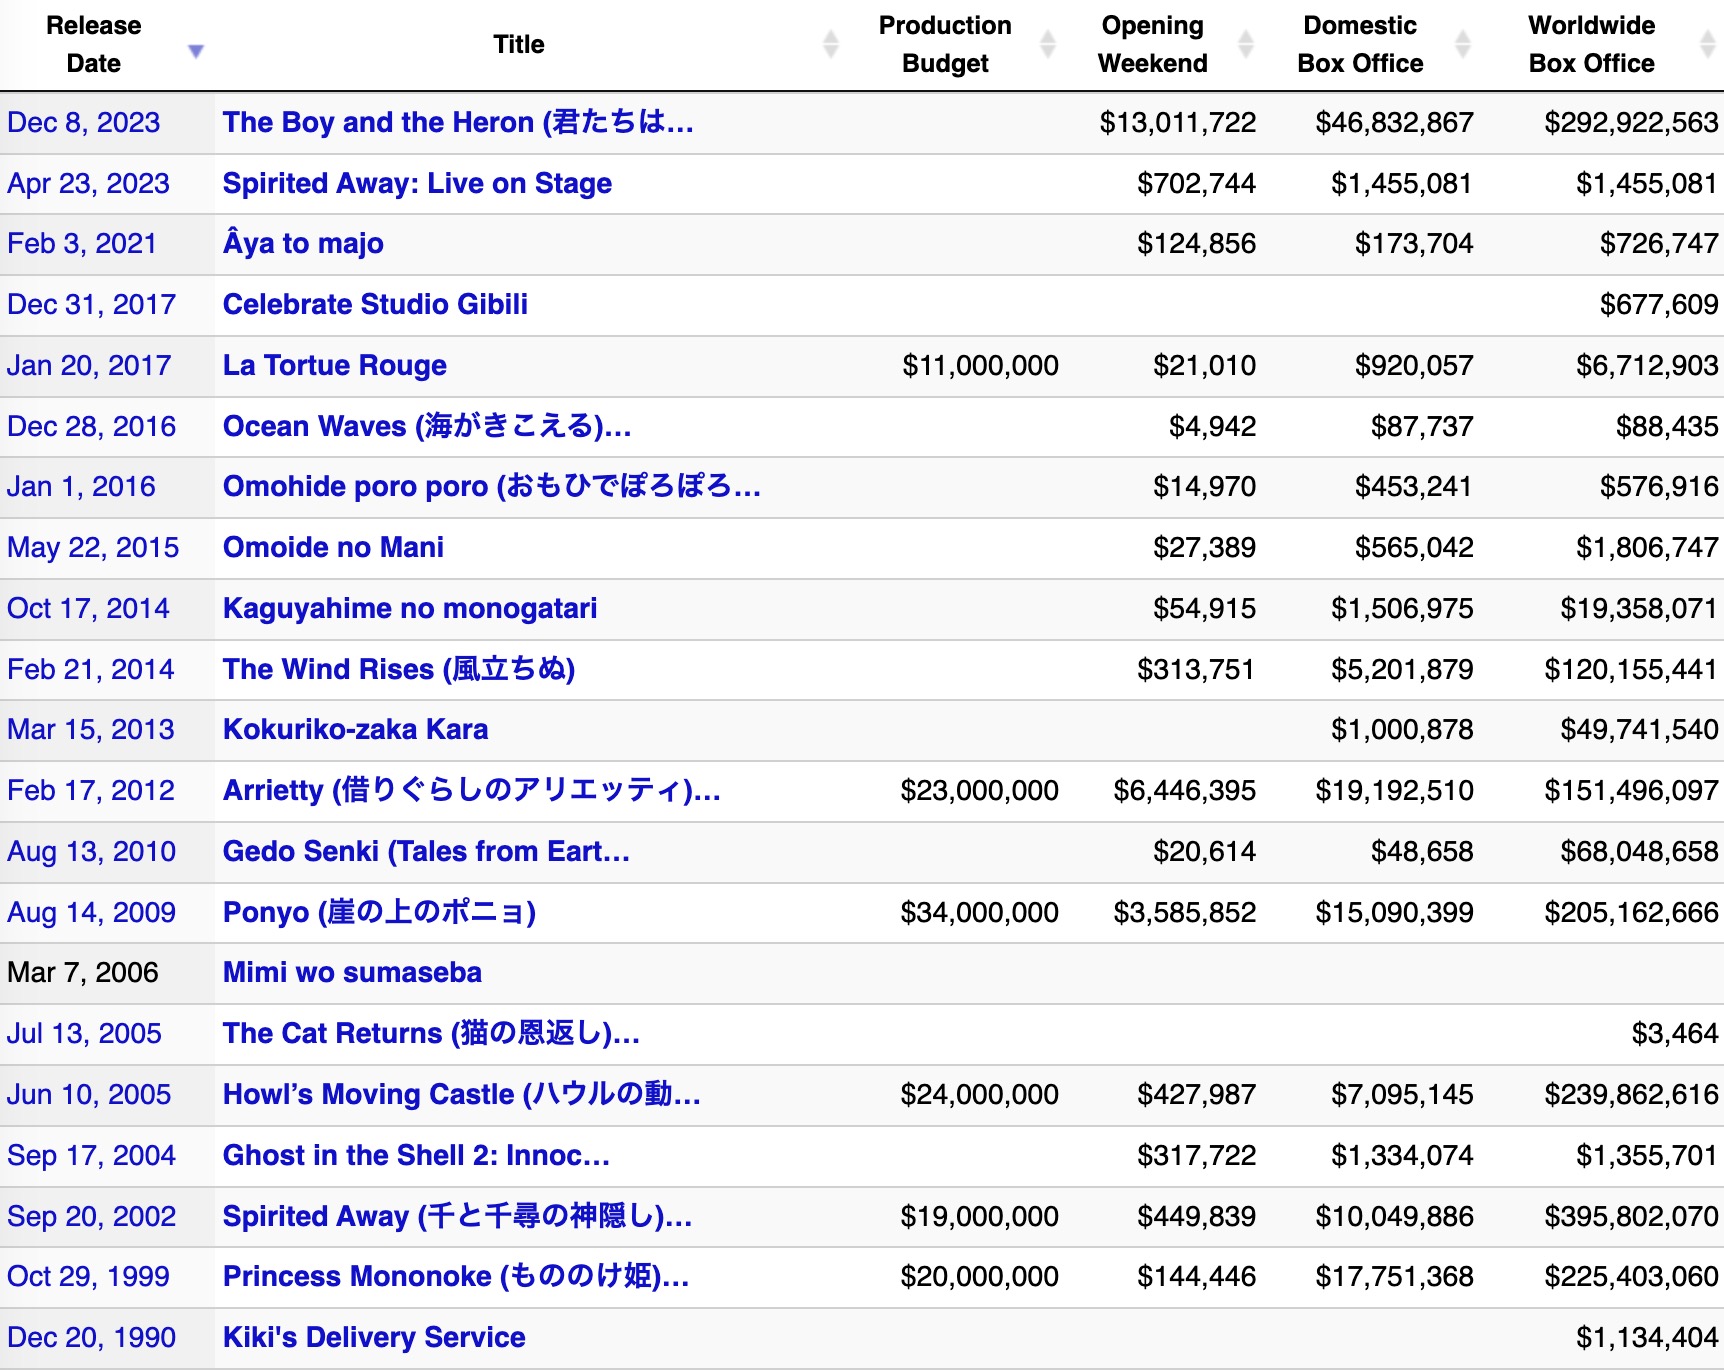 Release Date Title Production Budget Opening Weekend Domestic Box Office Worldwide Box Office
Dec 8, 2023 The Boy and the Heron (君たちは… $13,011,722 $46,832,867 $292,922,563
Apr 23, 2023 Spirited Away: Live on Stage $702,744 $1,455,081 $1,455,081
Feb 3, 2021 Âya to majo $124,856 $173,704 $726,747
Dec 31, 2017 Celebrate Studio Gibili $677,609
Jan 20, 2017 La Tortue Rouge $11,000,000 $21,010 $920,057 $6,712,903
Dec 28, 2016 Ocean Waves (海がきこえる)… $4,942 $87,737 $88,435
Jan 1, 2016 Omohide poro poro (おもひでぽろぽろ… $14,970 $453,241 $576,916
May 22, 2015 Omoide no Mani $27,389 $565,042 $1,806,747
Oct 17, 2014 Kaguyahime no monogatari $54,915 $1,506,975 $19,358,071
Feb 21, 2014 The Wind Rises (風立ちぬ) $313,751 $5,201,879 $120,155,441
Mar 15, 2013 Kokuriko-zaka Kara $1,000,878 $49,741,540
Feb 17, 2012 Arrietty (借りぐらしのアリエッティ)… $23,000,000 $6,446,395 $19,192,510 $151,496,097
Aug 13, 2010 Gedo Senki (Tales from Eart… $20,614 $48,658 $68,048,658
Aug 14, 2009 Ponyo (崖の上のポニョ) $34,000,000 $3,585,852 $15,090,399 $205,162,666
Mar 7, 2006 Mimi wo sumaseba
Jul 13, 2005 The Cat Returns (猫の恩返し)… $3,464
Jun 10, 2005 Howl’s Moving Castle (ハウルの動… $24,000,000 $427,987 $7,095,145 $239,862,616
Sep 17, 2004 Ghost in the Shell 2: Innoc… $317,722 $1,334,074 $1,355,701
Sep 20, 2002 Spirited Away (千と千尋の神隠し)… $19,000,000 $449,839 $10,049,886 $395,802,070
Oct 29, 1999 Princess Mononoke (もののけ姫)… $20,000,000 $144,446 $17,751,368 $225,403,060
Dec 20, 1990 Kiki's Delivery Service $1,134,404